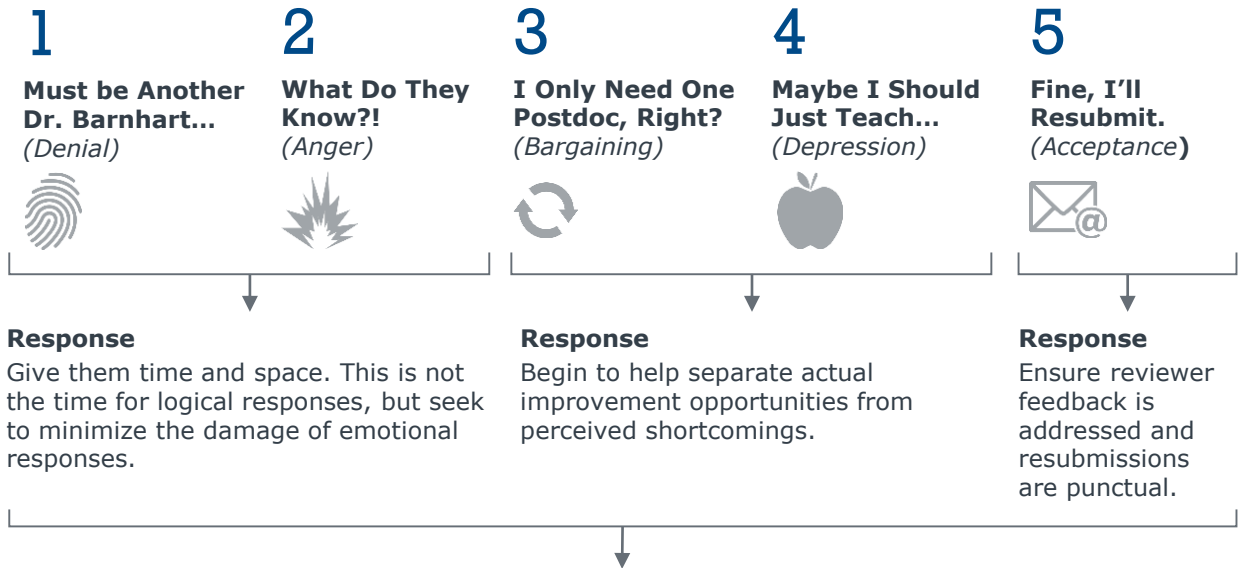 1
Must be Another
Dr. Barnhart...
(Denial)
2
What Do They
Know?!
(Anger)
3
I Only Need One
Postdoc, Right?
(Bargaining)
4
Maybe I Should
Just Teach...
(Depression)
5
Fine, I'll
Resubmit.
(Acceptance)
@
Response
Give them time and space. This is not
the time for logical responses, but seek
to minimize the damage of emotional
responses.
Response
Begin to help separate actual
improvement opportunities from
perceived shortcomings.
Response
Ensure reviewer
feedback is
addressed and
resubmissions
are punctual.